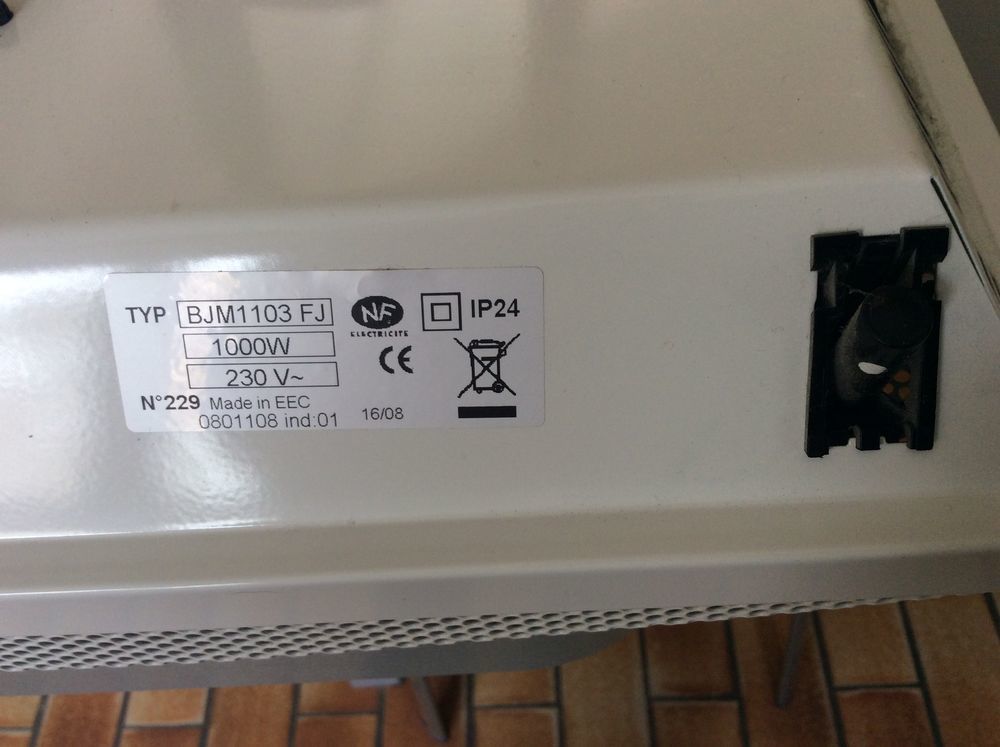 TYP BJM1103 FJ
1000W
230 V~
N°229 Made in EEC
0801108 ind:01
16/08
NF
ELECTRICITE
CE
IP24